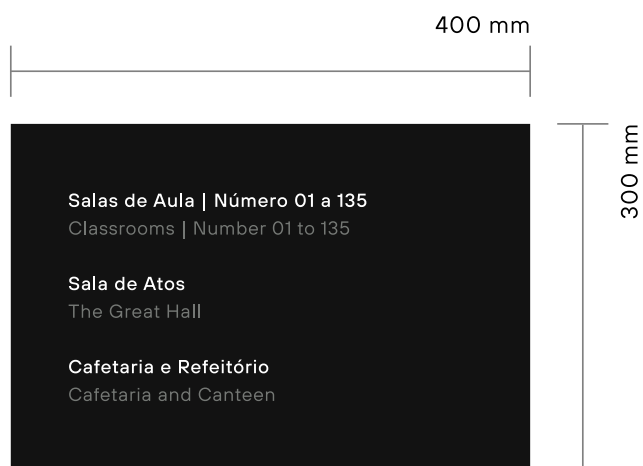 400 mm
300 mm
Salas de Aula | Número 01 a 135
Classrooms | Number 01 to 135
Sala de Atos
The Great Hall
Cafetaria e Refeitório
Cafetaria and Canteen